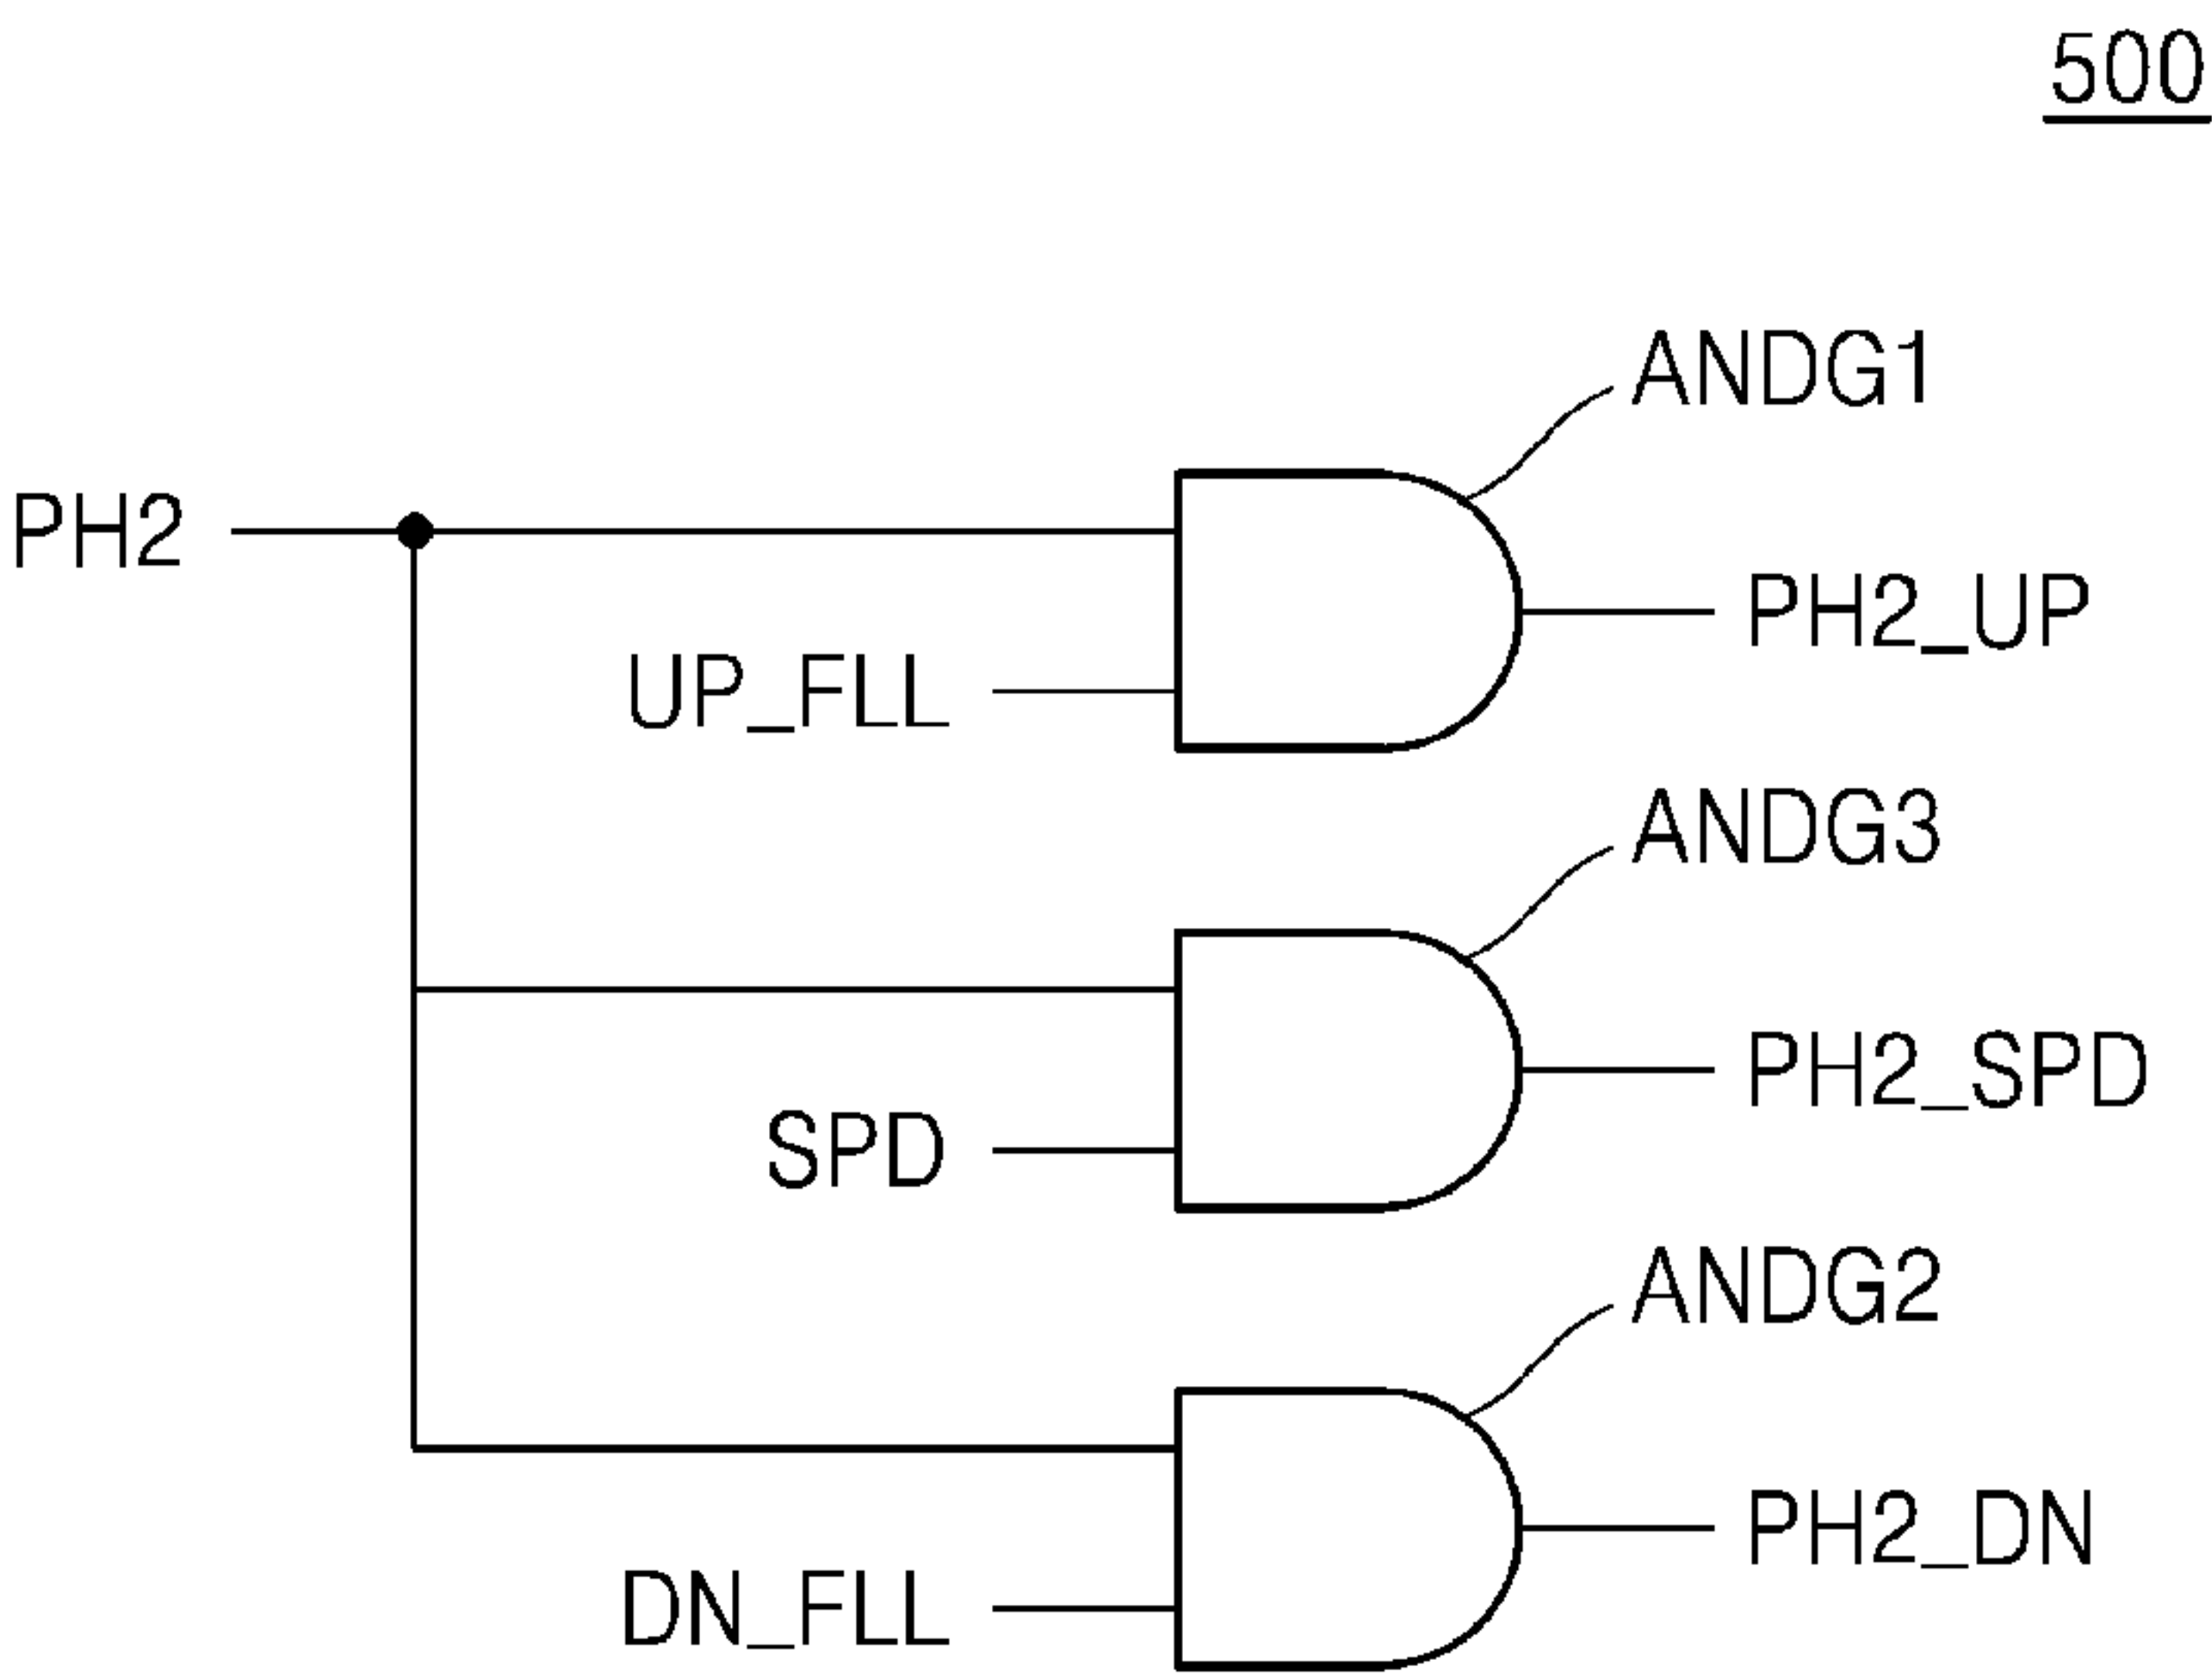 500
ANDG1
PH2
PH2_UP
UP_FLL
ANDG3
PH2_SPD
SPD
ANDG2
PH2_DN
DN_FLL